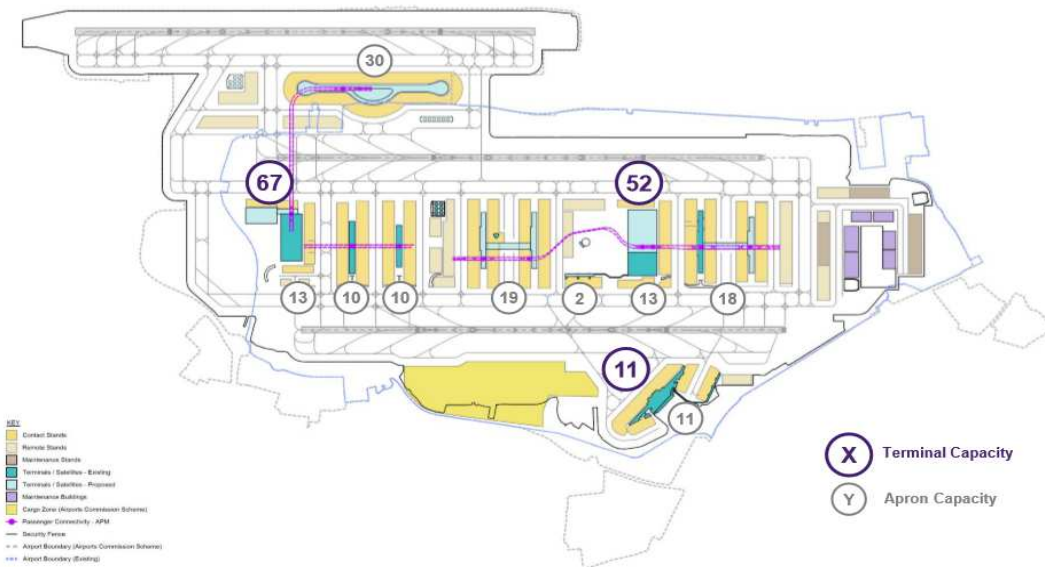 30
67
52
13
10
10
19
2
13
18
11
11
X Terminal Capacity
Y Apron Capacity
KEY
Contact Stands
Remote Stands
Maintenance Stands
Terminals / Satellites - Existing
Terminals / Satellites - Proposed
Maintenance Buildings
Cargo Zone (Airports Commission Scheme)
Passenger Connectivity - APM
Security Fence
Airport Boundary (Airports Commission Scheme)
Airport Boundary (Existing)